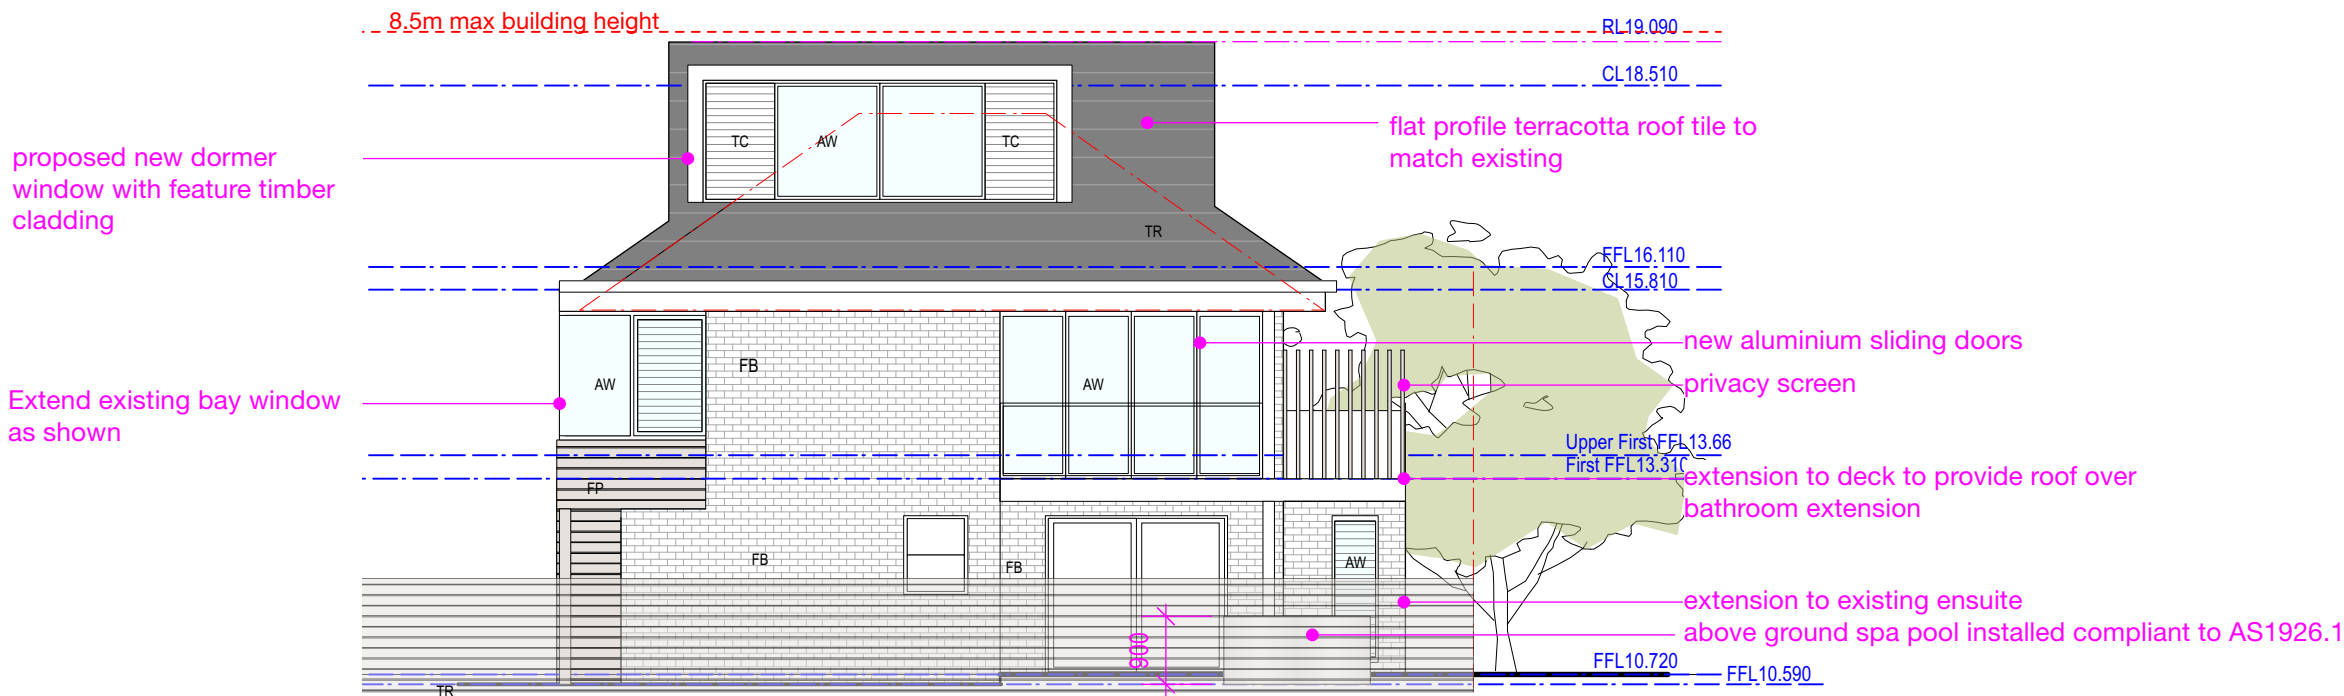 8.5m max building height
RL19.090
CL18.510
flat profile terracotta roof tile to
match existing
proposed new dormer
window with feature timber
cladding
TC
AW
TC
TR
FFL16.110
CL15.810
new aluminium sliding doors
privacy screen
FB
AW
AW
Extend existing bay window
as shown
Upper First FFL13.66
First FFL13.310
extension to deck to provide roof over
bathroom extension
FP
FB
FB
AW
extension to existing ensuite
above ground spa pool installed compliant to AS1926.1
900
FFL10.720
FFL10.590
TR